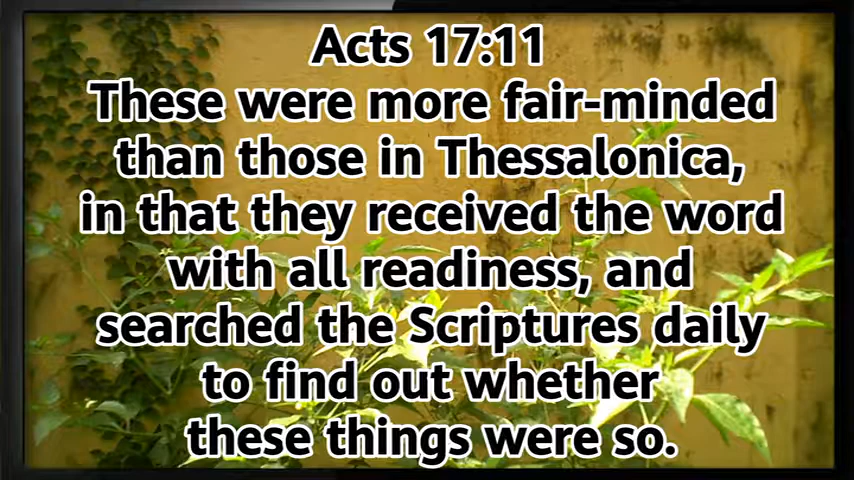 Acts 17:11
These were more fair-minded
than those in Thessalonica,
in that they received the word
with all readiness, and
searched the Scriptures daily
to find out whether
these things were so.